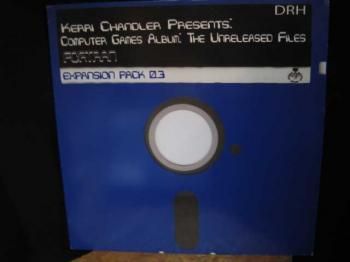 DRH
Kerri Chandler Presents:
Computer Games Album: The Unreleased Files
FORTRAN
EXPANSION PACK 0.3